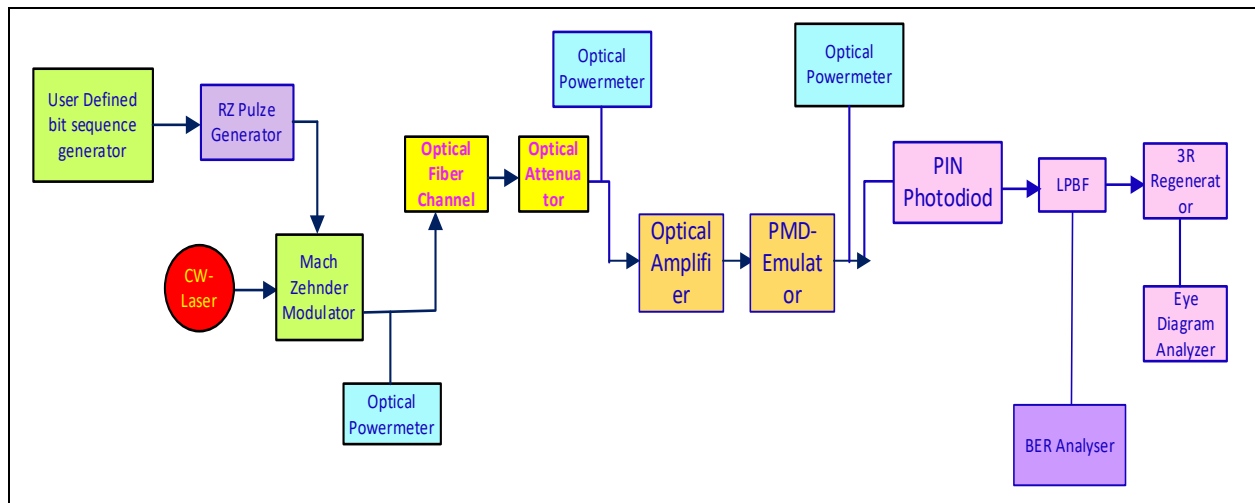 User Defined
bit sequence
generator
RZ Pulze
Generator
CW-
Laser
Mach
Zehnder
Modulator
Optical
Powermeter
Optical
Fiber
Channel
Optical
Attenua
tor
Optical
Powermeter
Optical
Amplifi
er
PMD-
Emulat
or
Optical
Powermeter
PIN
Photodiod
LPBF
3R
Regenerat
or
Eye
Diagram
Analyzer
BER Analyser